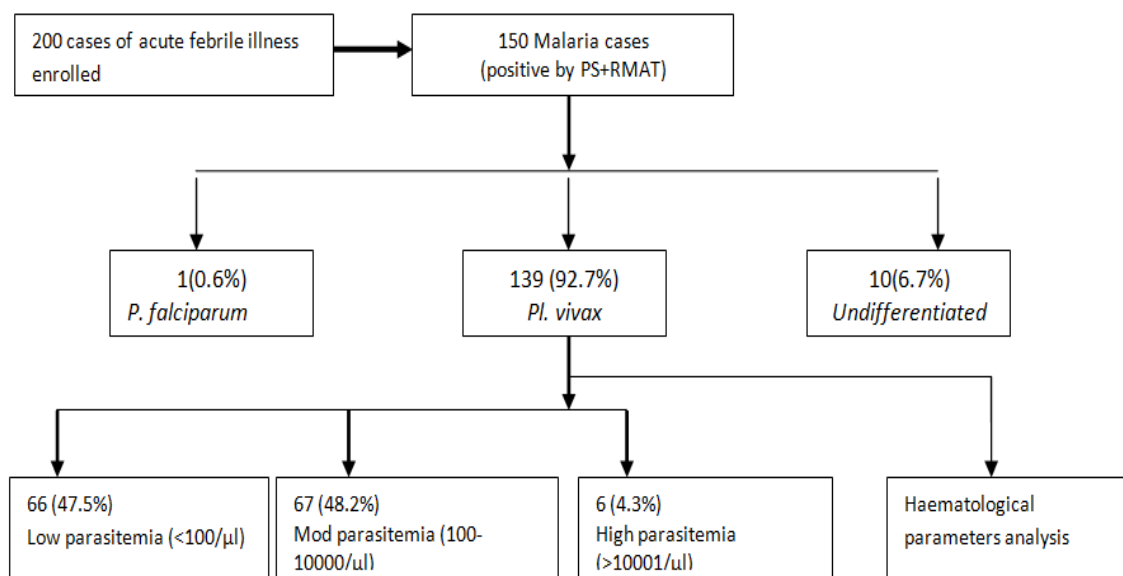 200 cases of acute febrile illness
enrolled
150 Malaria cases
(positive by PS+RMAT)
1(0.6%)
P. falciparum
139 (92.7%)
Pl. vivax
10(6.7%)
Undifferentiated
66 (47.5%)
Low parasitemia (<100/µl)
67 (48.2%)
Mod parasitemia (100-
10000/µl)
6 (4.3%)
High parasitemia
(>10001/µl)
Haematological
parameters analysis